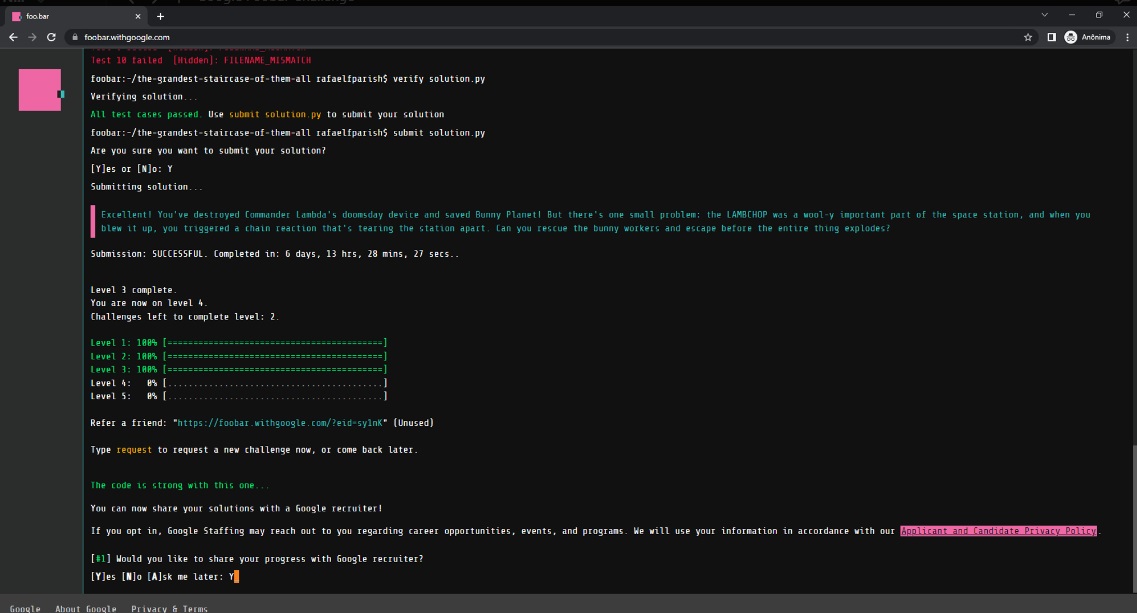 Google Foobar Challenge
foo.bar
foobar.withgoogle.com
Anônima
Test 10 failed [Hidden]: FILENAME_MISMATCH
foobar:~/the-grandest-staircase-of-them-all rafaelfparish$ verify solution.py
Verifying solution...
All test cases passed. Use submit solution.py to submit your solution
foobar:~/the-grandest-staircase-of-them-all rafaelfparish$ submit solution.py
Are you sure you want to submit your solution?
[Y]es or [N]o: Y
Submitting solution...
Excellent! You've destroyed Commander Lambda's doomsday device and saved Bunny Planet! But there's one small problem: the LAMBCHOP was a wool-y important part of the space station, and when you
blew it up, you triggered a chain reaction that's tearing the station apart. Can you rescue the bunny workers and escape before the entire thing explodes?
Submission: SUCCESSFUL. Completed in: 6 days, 13 hrs, 28 mins, 27 secs..
Level 3 complete.
You are now on level 4.
Challenges left to complete level: 2.
Level 1: 100% [==========================================]
Level 2: 100% [==========================================]
Level 3: 100% [==========================================]
Level 4:   0% [..........................................]
Level 5:   0% [..........................................]
Refer a friend: "https://foobar.withgoogle.com/?eid=sy1nK" (Unused)
Type request to request a new challenge now, or come back later.
The code is strong with this one...
You can now share your solutions with a Google recruiter!
If you opt in, Google Staffing may reach out to you regarding career opportunities, events, and programs. We will use your information in accordance with our Applicant and Candidate Privacy Policy.
[#1] Would you like to share your progress with Google recruiter?
[Y]es [N]o [A]sk me later: Y
Google About Google Privacy & Terms